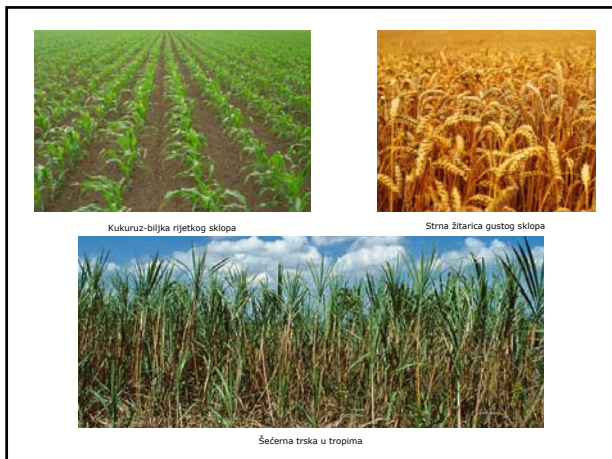 Kukuruz-biljka rijetkog sklopa
Strna žitarica gustog sklopa
Šećerna trska u tropima